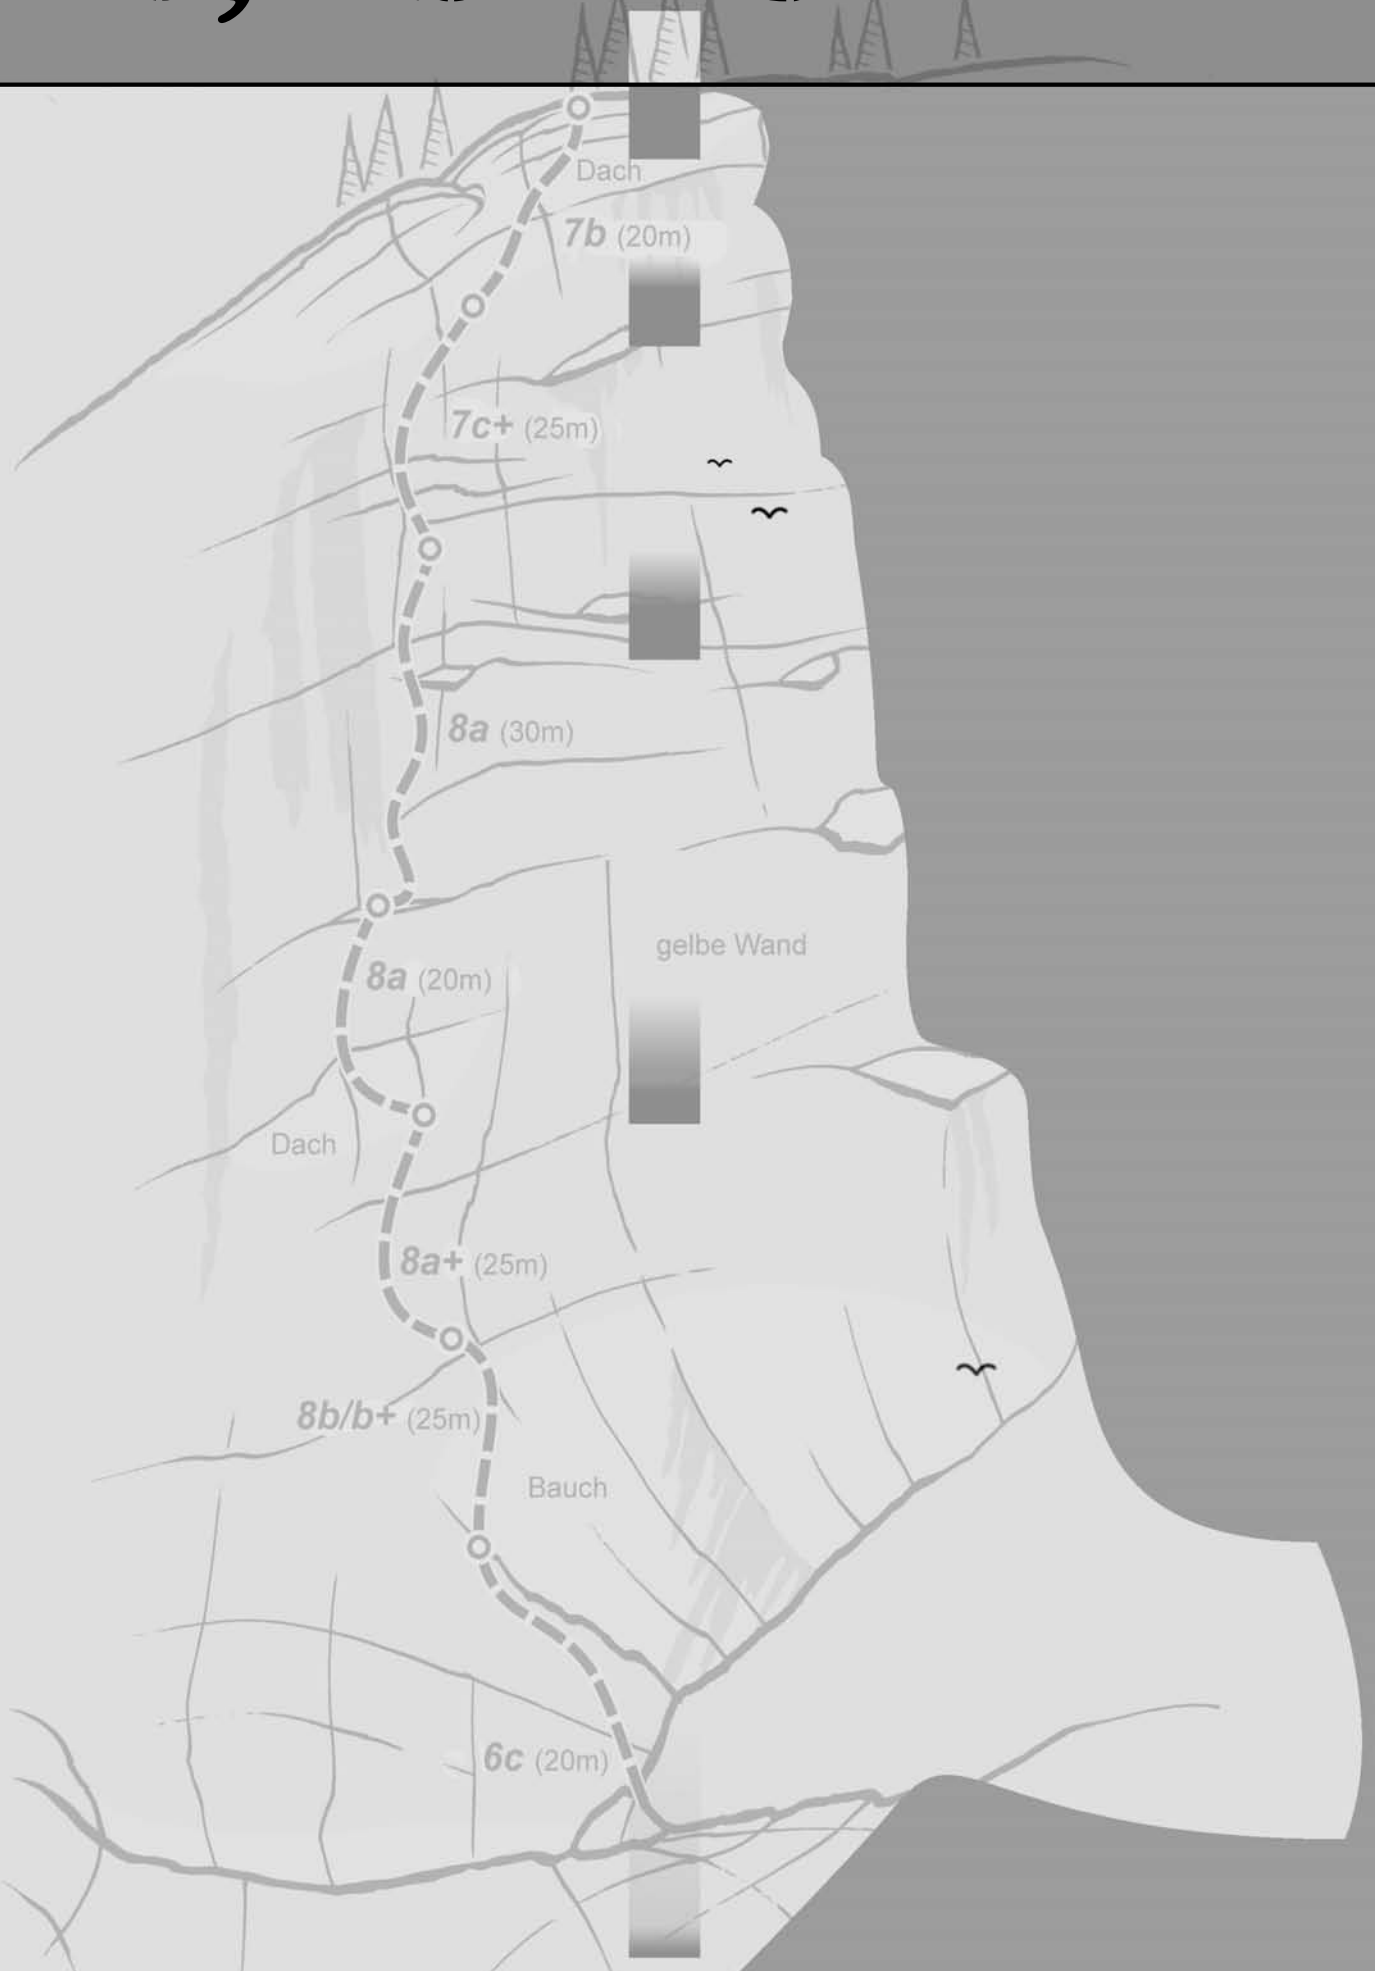 Dach
7b (20m)
7c+ (25m)
8a (30m)
gelbe Wand
8a (20m)
Dach
8a+ (25m)
8b/b+ (25m)
Bauch
6c (20m)